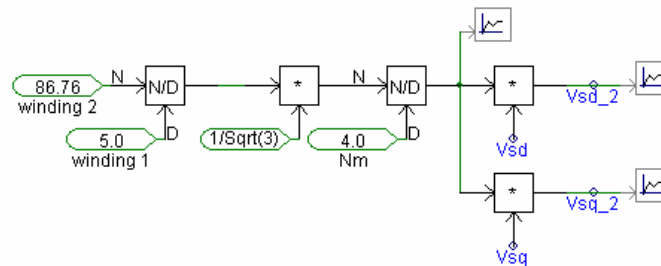 86.76
winding 2
N
N/D
5.0
winding 1
D
*
1/Sqrt(3)
N
N/D
4.0
Nm
D
*
Vsd
Vsd_2
*
Vsq
Vsq_2